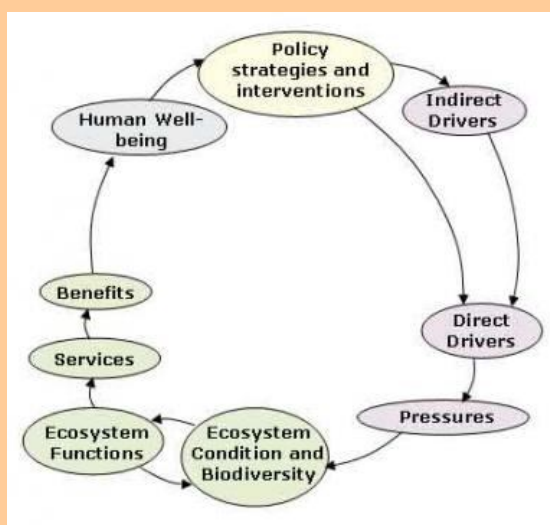 Policy
strategies and
interventions
Indirect
Drivers
Human Well-
being
Direct
Drivers
Benefits
Services
Pressures
Ecosystem
Functions
Ecosystem
Condition and
Biodiversity